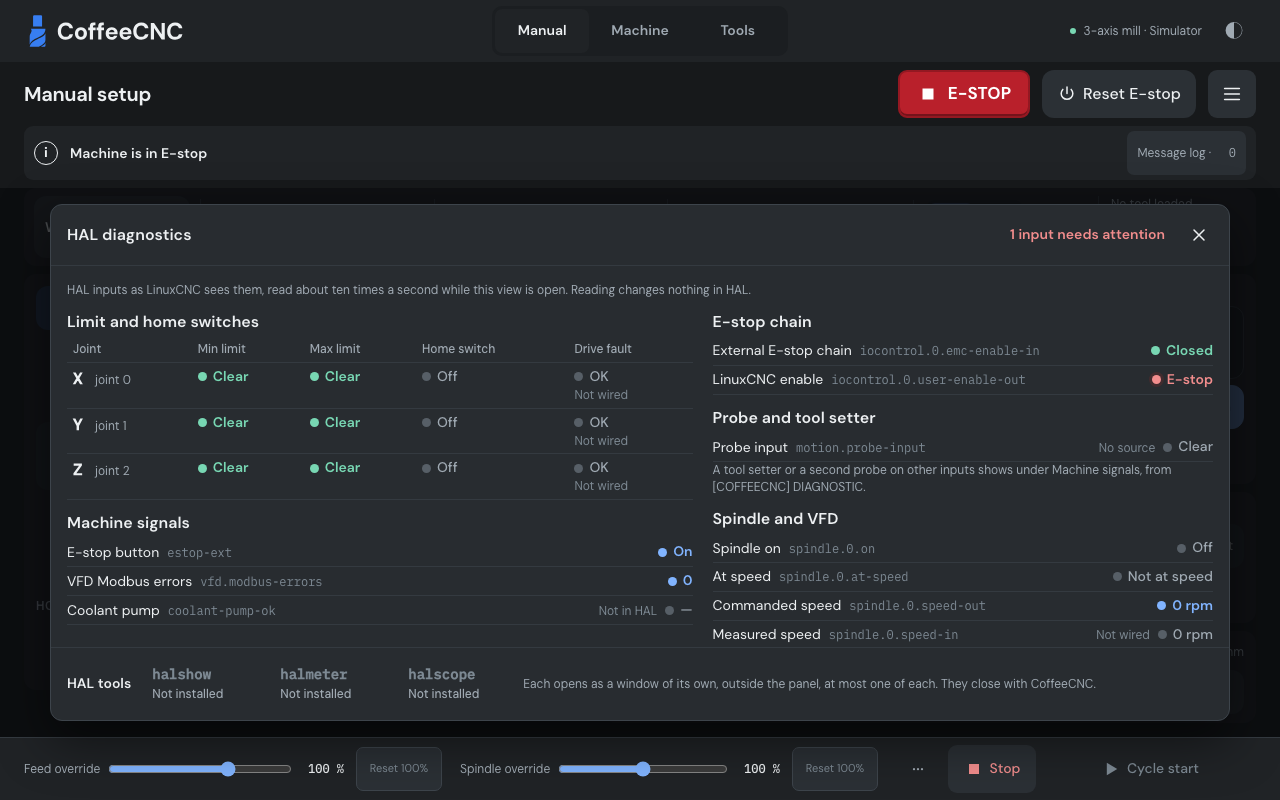 CoffeeCNC
Manual
Machine
Tools
3-axis mill · Simulator
Manual setup
E-STOP
Reset E-stop
Machine is in E-stop
Message log · 0
HAL diagnostics
1 input needs attention
HAL inputs as LinuxCNC sees them, read about ten times a second while this view is open. Reading changes nothing in HAL.
Limit and home switches
Joint Min limit Max limit Home switch Drive fault
X joint 0 Clear Clear Off OK
Not wired
Y joint 1 Clear Clear Off OK
Not wired
Z joint 2 Clear Clear Off OK
Not wired
Machine signals
E-stop button estop-ext On
VFD Modbus errors vfd.modbus-errors 0
Coolant pump coolant-pump-ok Not in HAL —
E-stop chain
External E-stop chain iocontrol.0.emc-enable-in Closed
LinuxCNC enable iocontrol.0.user-enable-out E-stop
Probe and tool setter
Probe input motion.probe-input No source Clear
A tool setter or a second probe on other inputs shows under Machine signals, from
[COFFEECNC] DIAGNOSTIC.
Spindle and VFD
Spindle on spindle.0.on Off
At speed spindle.0.at-speed Not at speed
Commanded speed spindle.0.speed-out 0 rpm
Measured speed spindle.0.speed-in Not wired 0 rpm
HAL tools
halshow
Not installed
halmeter
Not installed
halscope
Not installed
Each opens as a window of its own, outside the panel, at most one of each. They close with CoffeeCNC.
Feed override 100 % Reset 100%
Spindle override 100 % Reset 100%
···
Stop
Cycle start